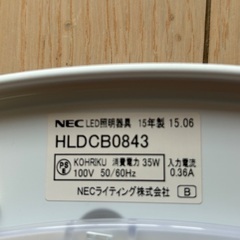 NEC LED照明器具 15年製 15.06
HLDCB0843
PS E KOHRIKU 消費電力 35W 入力電流
100V 50/60Hz 0.36A
NECライティング株式会社 B